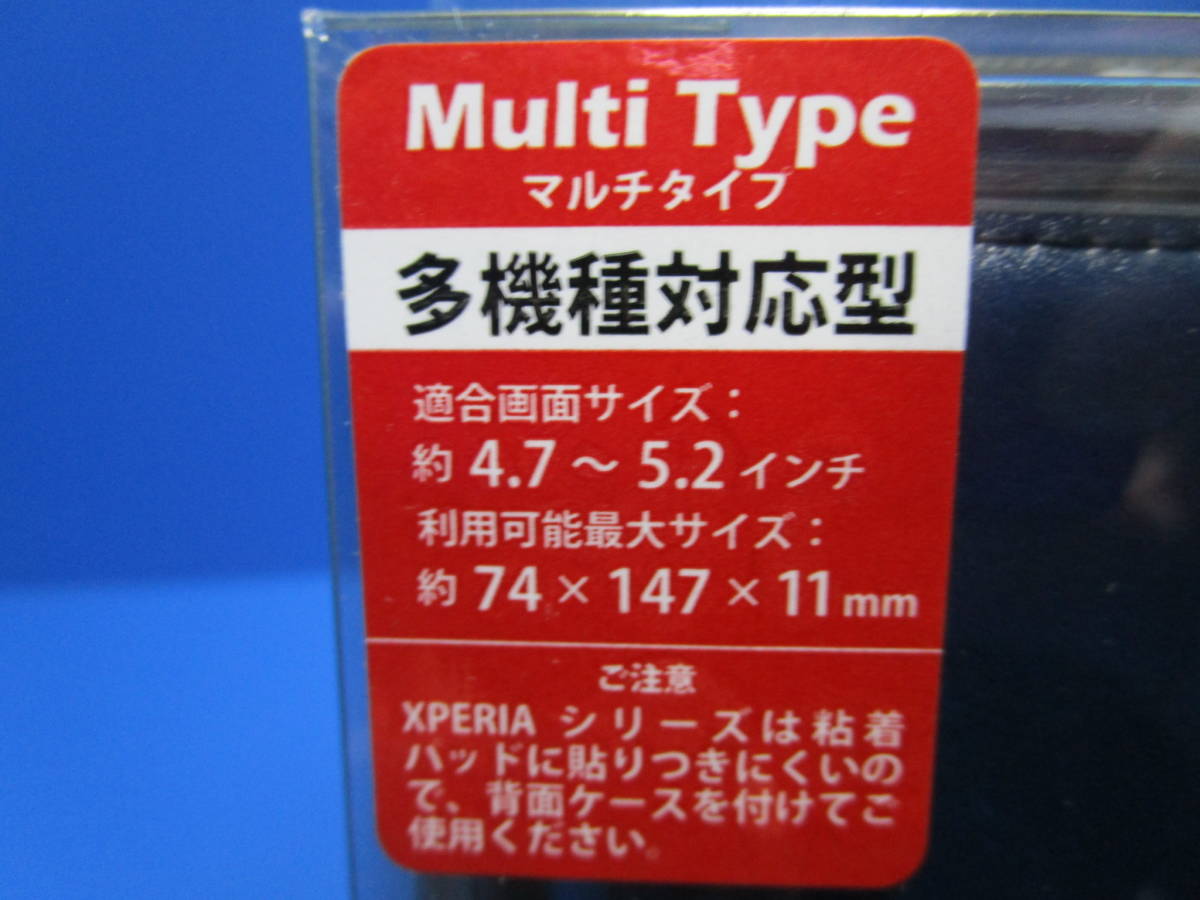 Multi Type
マルチタイプ
多機種対応型
適合画面サイズ：
約 4.7 ～ 5.2 インチ
利用可能最大サイズ：
約 74 × 147 × 11 mm
ご注意
XPERIA シリーズは粘着
パッドに貼りつきにくいの
で、背面ケースを付けてご
使用ください。